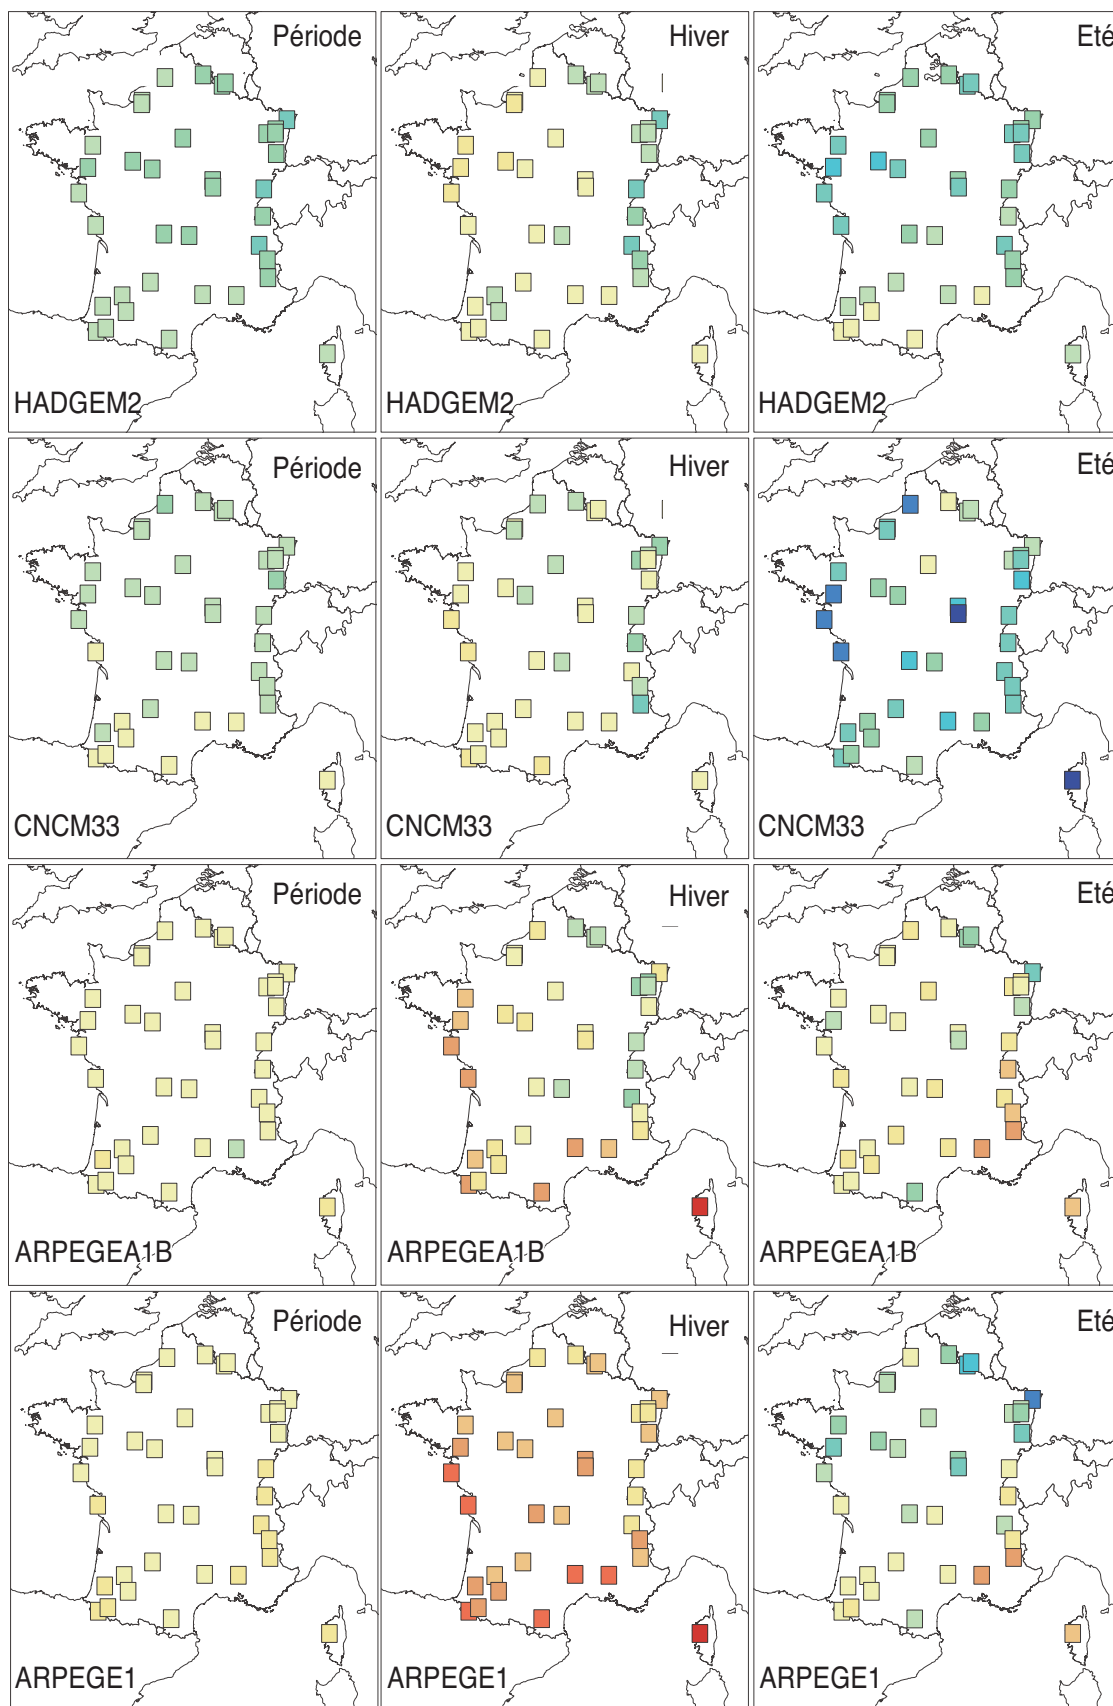 Période
Hiver
Eté
HADGEM2
HADGEM2
HADGEM2
Période
Hiver
Eté
CNCM33
CNCM33
CNCM33
Période
Hiver
Eté
ARPEGEA1B
ARPEGEA1B
ARPEGEA1B
Période
Hiver
Eté
ARPEGE1
ARPEGE1
ARPEGE1